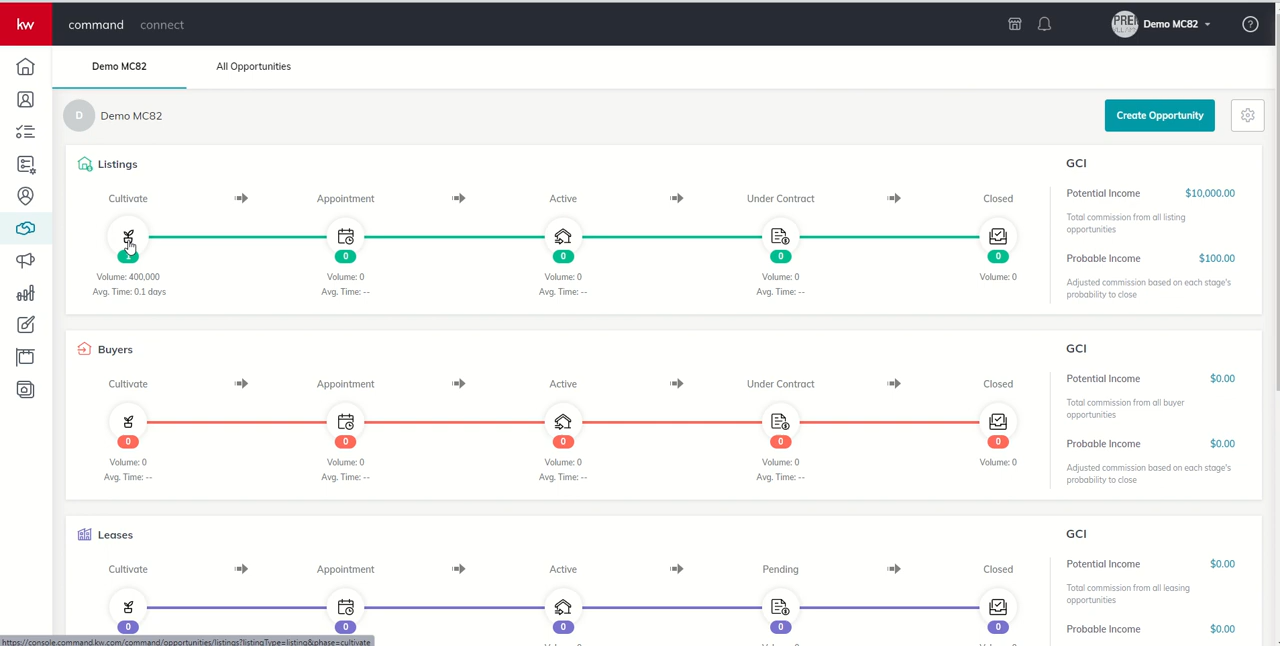 kw command connect Demo MC82
Demo MC82 All Opportunities
D Demo MC82 Create Opportunity
Listings
Cultivate Appointment Active Under Contract Closed
1 0 0 0 0
Volume: 400,000 Volume: 0 Volume: 0 Volume: 0 Volume: 0
Avg. Time: 0.1 days Avg. Time: -- Avg. Time: -- Avg. Time: --
GCI
Potential Income $10,000.00
Total commission from all listing
opportunities
Probable Income $100.00
Adjusted commission based on each stage's
probability to close
Buyers
Cultivate Appointment Active Under Contract Closed
0 0 0 0 0
Volume: 0 Volume: 0 Volume: 0 Volume: 0 Volume: 0
Avg. Time: -- Avg. Time: -- Avg. Time: -- Avg. Time: --
GCI
Potential Income $0.00
Total commission from all buyer
opportunities
Probable Income $0.00
Adjusted commission based on each stage's
probability to close
Leases
Cultivate Appointment Active Pending Closed
0 0 0 0 0
GCI
Potential Income $0.00
Total commission from all leasing
opportunities
Probable Income $0.00
https://console.command.kw.com/command/opportunities/listings?listingType=listing&phase=cultivate